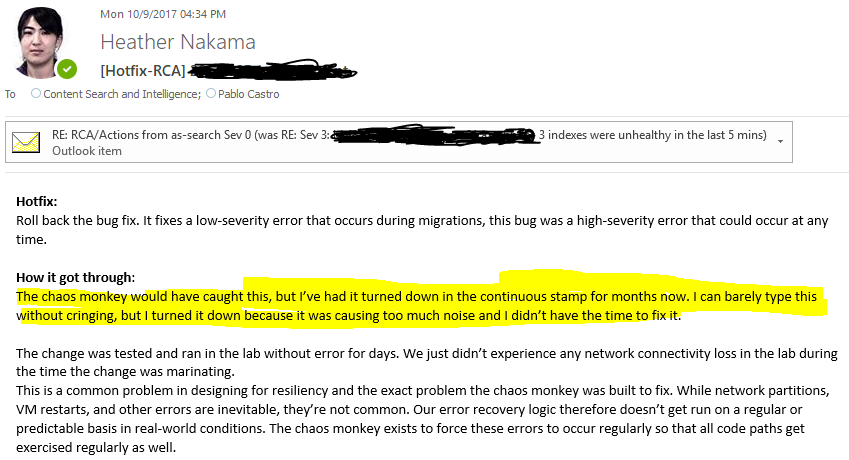 Mon 10/9/2017 04:34 PM
Heather Nakama
[Hotfix-RCA]
To Content Search and Intelligence; Pablo Castro
RE: RCA/Actions from as-search Sev 0 (was RE: Sev 3: 3 indexes were unhealthy in the last 5 mins)
Outlook item
Hotfix:
Roll back the bug fix. It fixes a low-severity error that occurs during migrations, this bug was a high-severity error that could occur at any
time.
How it got through:
The chaos monkey would have caught this, but I've had it turned down in the continuous stamp for months now. I can barely type this
without cringing, but I turned it down because it was causing too much noise and I didn't have the time to fix it.
The change was tested and ran in the lab without error for days. We just didn't experience any network connectivity loss in the lab during
the time the change was marinating.
This is a common problem in designing for resiliency and the exact problem the chaos monkey was built to fix. While network partitions,
VM restarts, and other errors are inevitable, they're not common. Our error recovery logic therefore doesn't get run on a regular or
predictable basis in real-world conditions. The chaos monkey exists to force these errors to occur regularly so that all code paths get
exercised regularly as well.